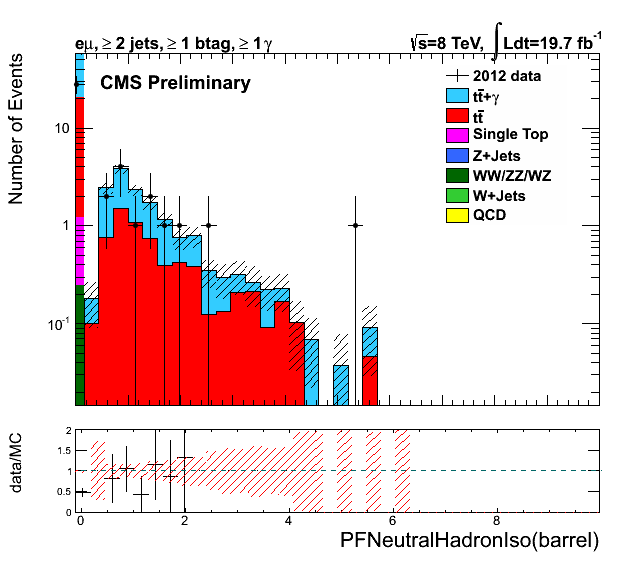 eμ, ≥ 2 jets, ≥ 1 btag, ≥ 1 γ
√s=8 TeV, ∫ Ldt=19.7 fb⁻¹
CMS Preliminary
2012 data
tt̄+γ
tt̄
Single Top
Z+Jets
WW/ZZ/WZ
W+Jets
QCD
Number of Events
10
1
10⁻¹
data/MC
2
1.5
1
0.5
0
0 2 4 6 8
PFNeutralHadronIso(barrel)